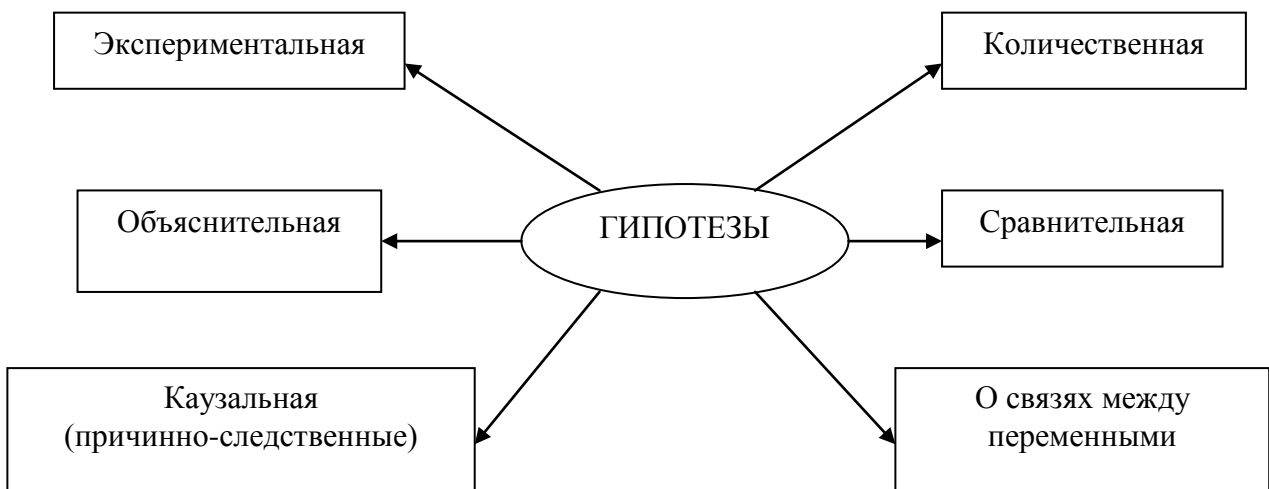 Экспериментальная
Количественная
Объяснительная
ГИПОТЕЗЫ
Сравнительная
Каузальная
(причинно-следственные)
О связях между
переменными